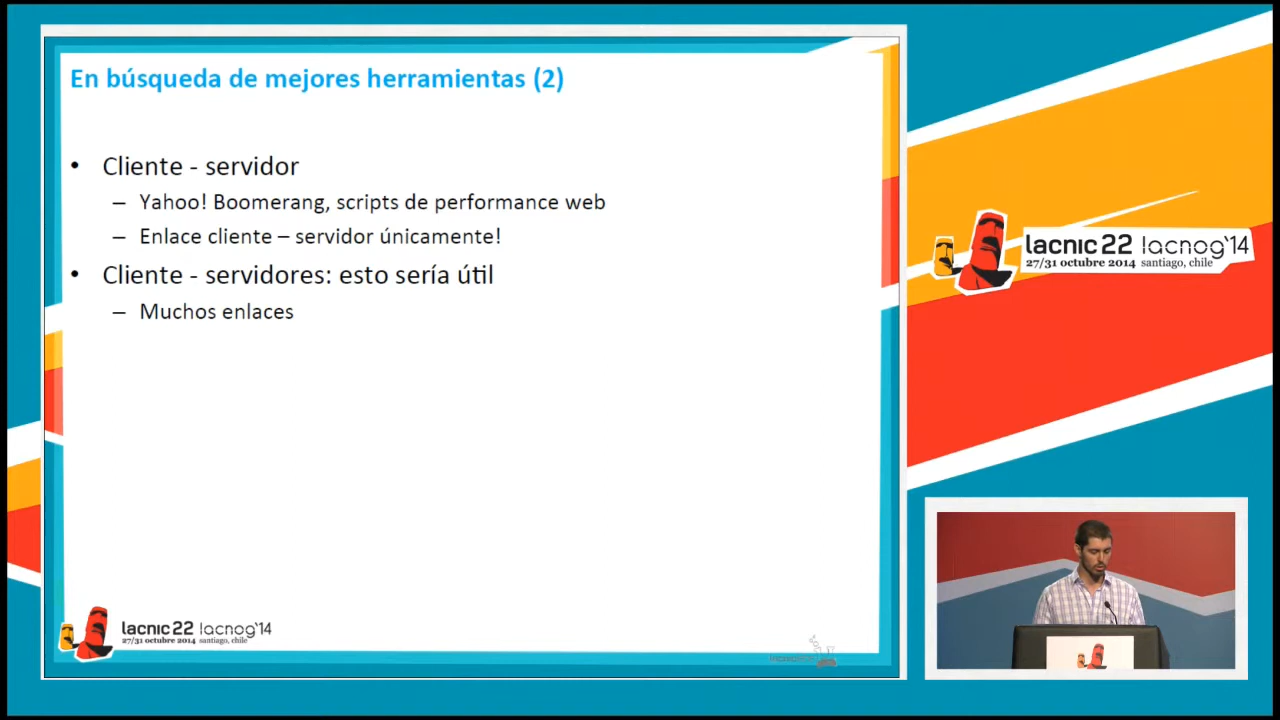 En búsqueda de mejores herramientas (2)
• Cliente - servidor
– Yahoo! Boomerang, scripts de performance web
– Enlace cliente – servidor únicamente!
• Cliente - servidores: esto sería útil
– Muchos enlaces
lacnic 22 lacnog'14
27/31 octubre 2014 santiago, chile
lacnic 22 lacnog'14
27/31 octubre 2014 santiago, chile